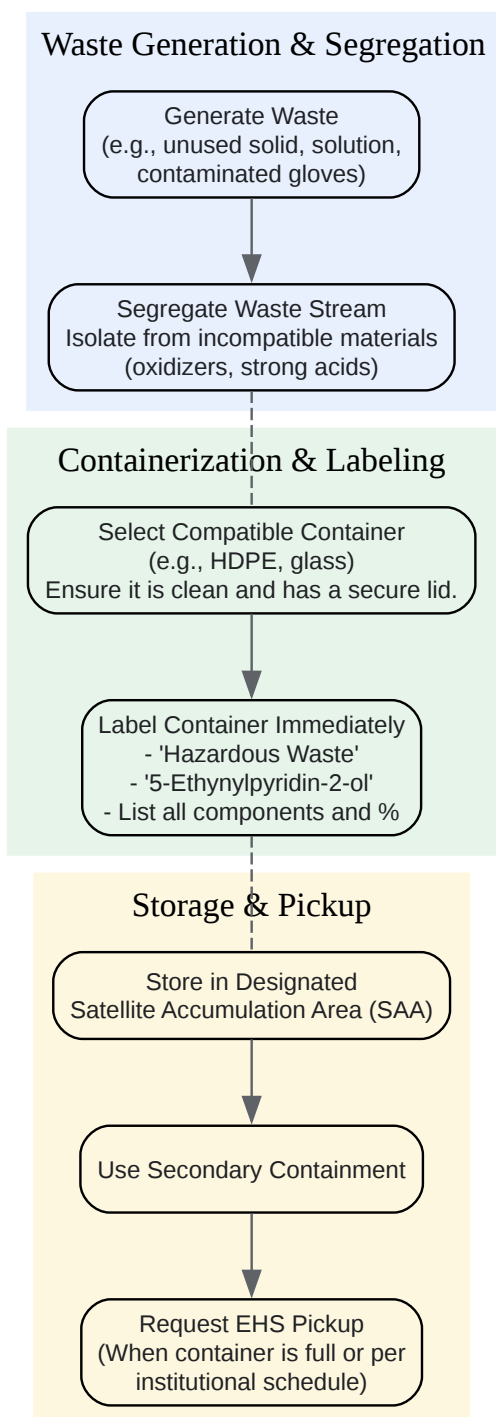 Waste Generation & Segregation
Generate Waste
(e.g., unused solid, solution,
contaminated gloves)
Segregate Waste Stream
Isolate from incompatible materials
(oxidizers, strong acids)
Containerization & Labeling
Select Compatible Container
(e.g., HDPE, glass)
Ensure it is clean and has a secure lid.
Label Container Immediately
- 'Hazardous Waste'
- '5-Ethynylpyridin-2-ol'
- List all components and %
Storage & Pickup
Store in Designated
Satellite Accumulation Area (SAA)
Use Secondary Containment
Request EHS Pickup
(When container is full or per
institutional schedule)